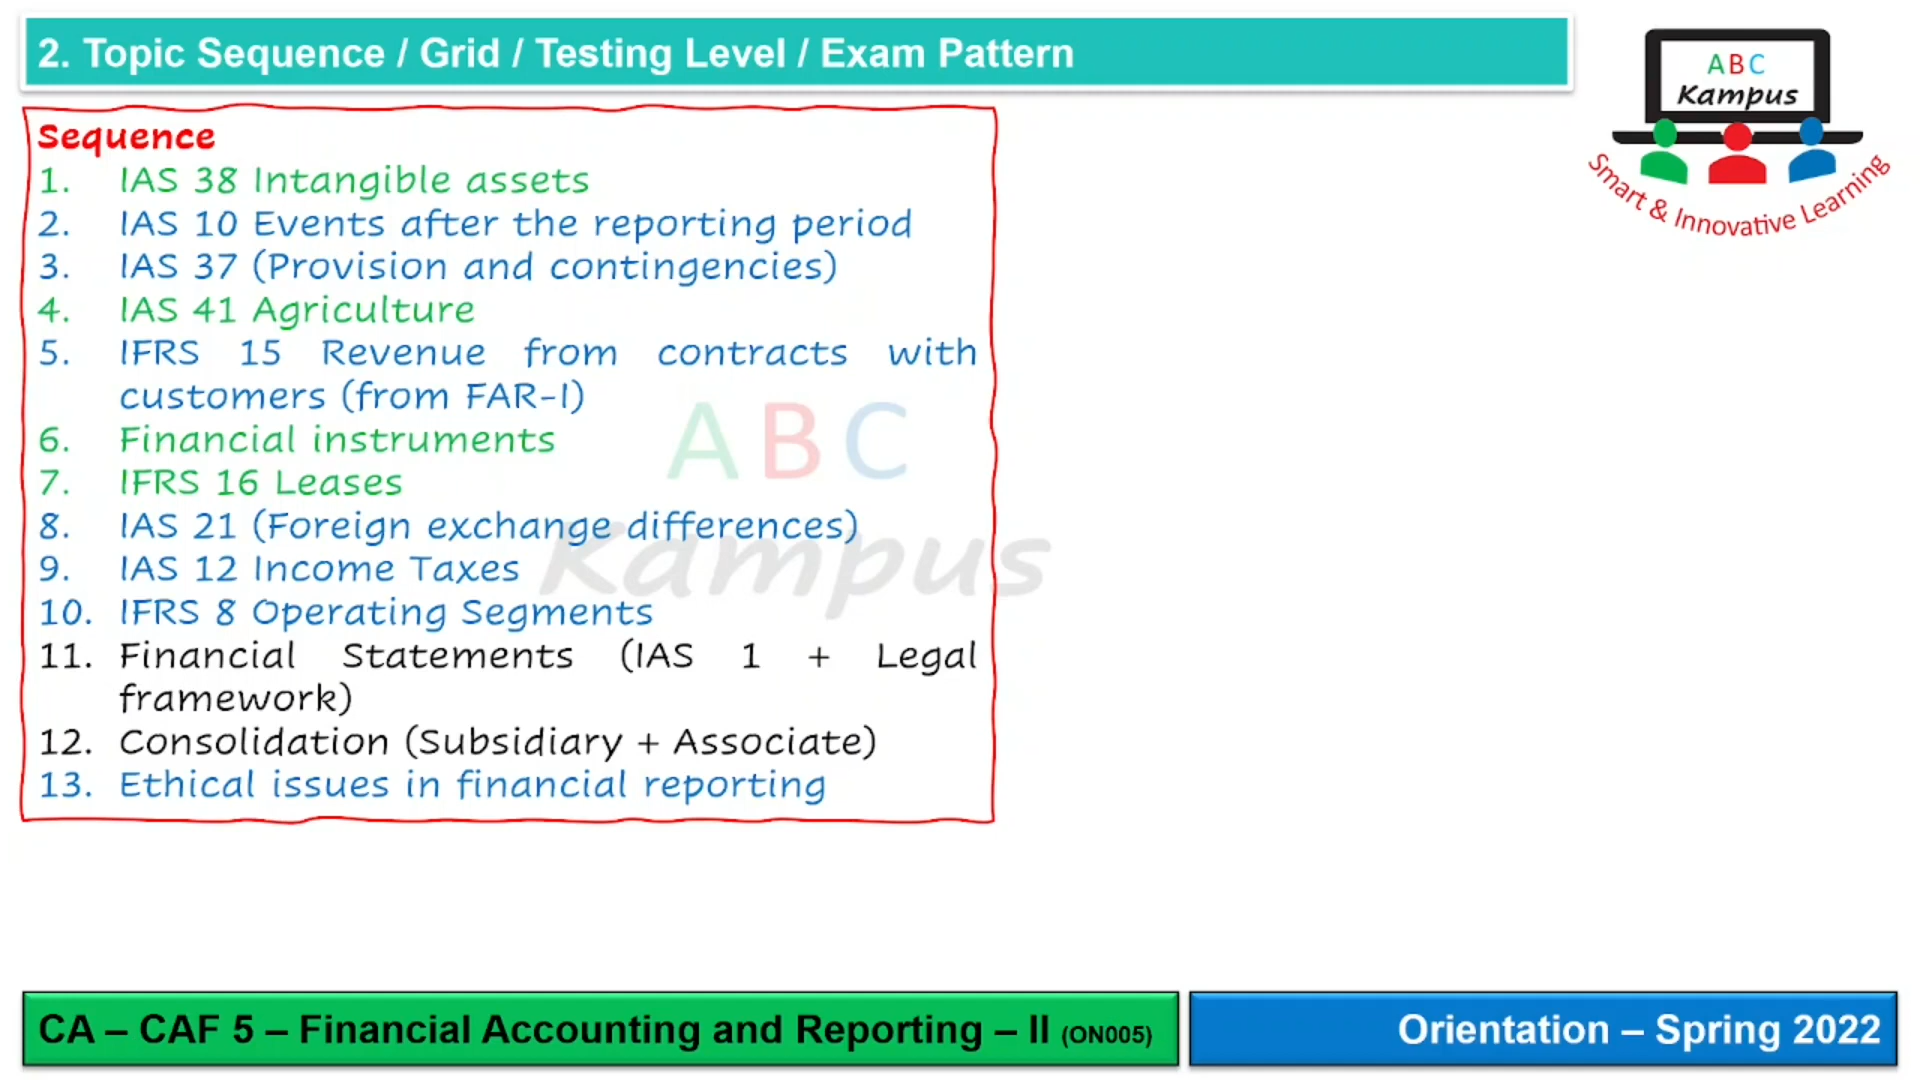 2. Topic Sequence / Grid / Testing Level / Exam Pattern
ABC
Kampus
Smart & Innovative Learning
Sequence
1. IAS 38 Intangible assets
2. IAS 10 Events after the reporting period
3. IAS 37 (Provision and contingencies)
4. IAS 41 Agriculture
5. IFRS 15 Revenue from contracts with
customers (from FAR-I)
6. Financial instruments
7. IFRS 16 Leases
8. IAS 21 (Foreign exchange differences)
9. IAS 12 Income Taxes
10. IFRS 8 Operating Segments
11. Financial Statements (IAS 1 + Legal
framework)
12. Consolidation (Subsidiary + Associate)
13. Ethical issues in financial reporting
ABC
Kampus
CA – CAF 5 – Financial Accounting and Reporting – II (ON005)
Orientation – Spring 2022